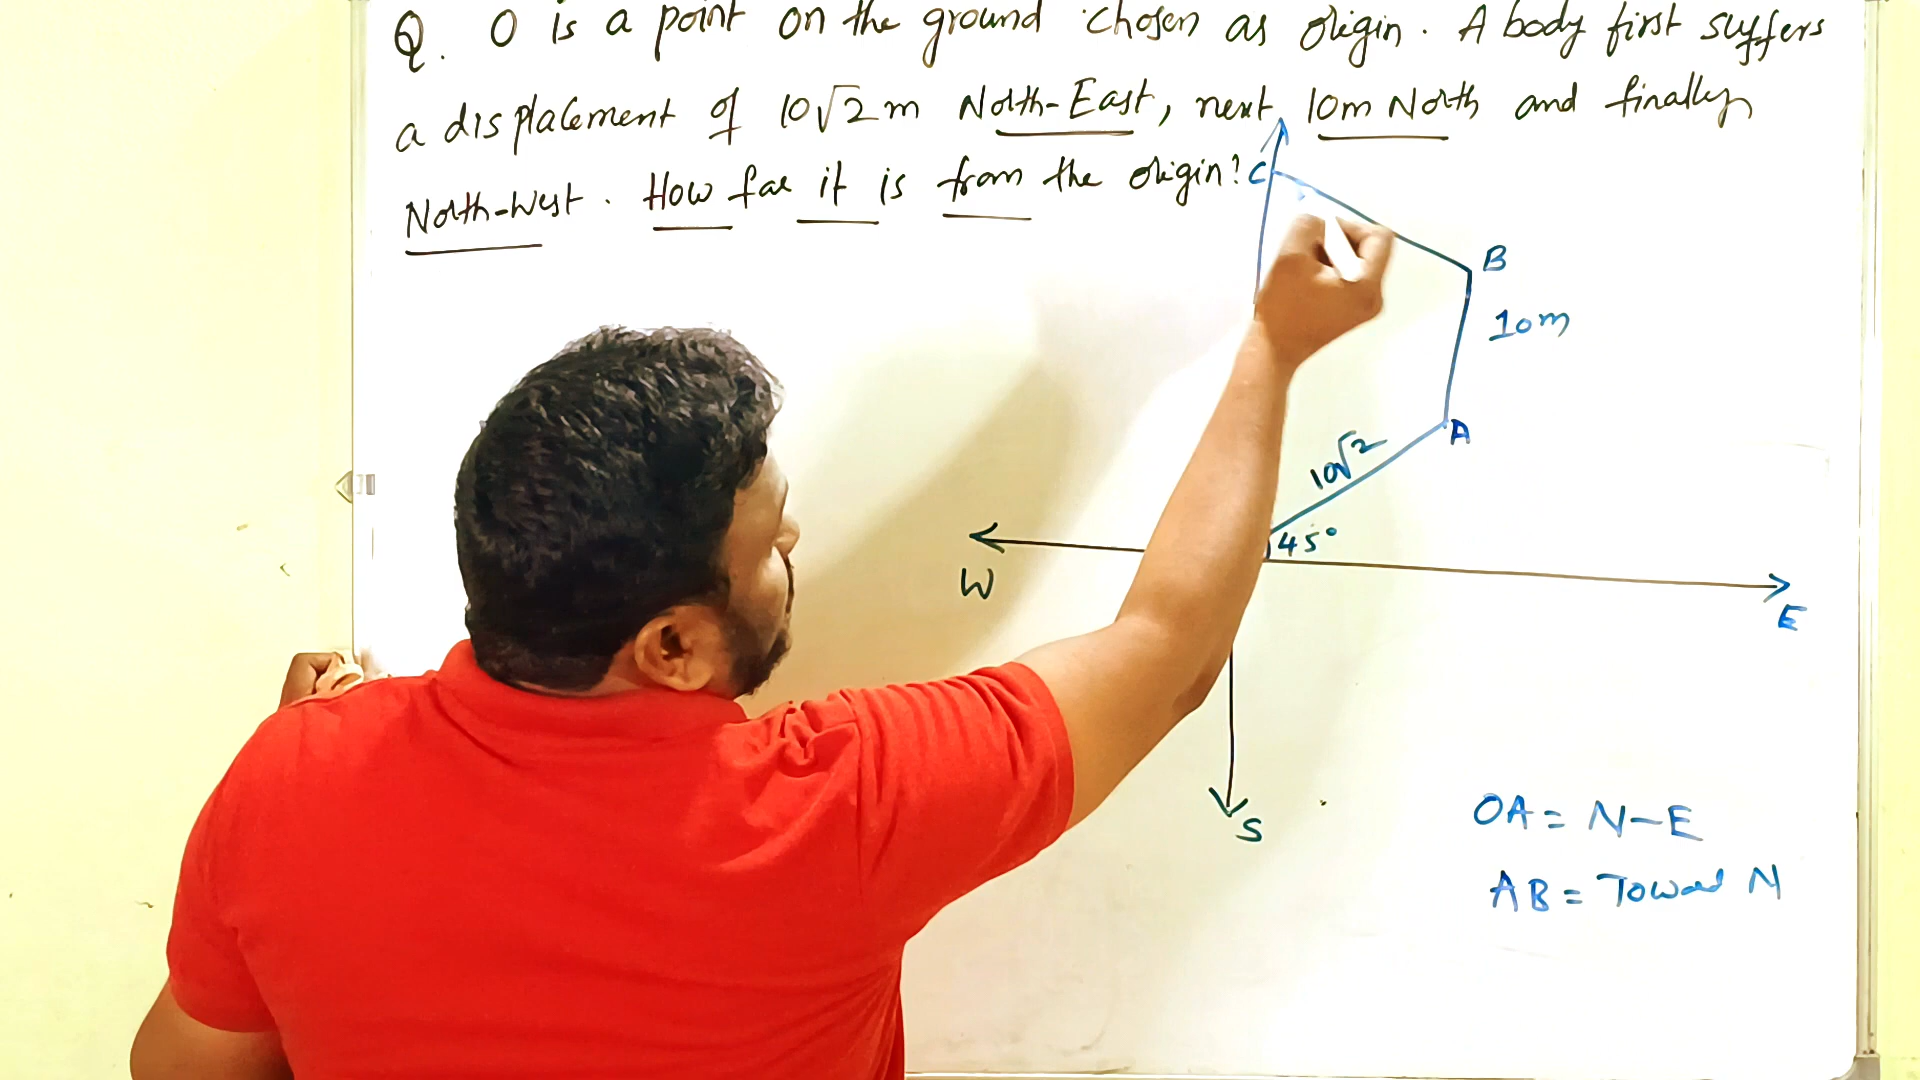 Q. O is a point on the ground chosen as origin. A body first suffers
a displacement of 10√2 m North-East, next 10m North and finally
North-West. How far it is from the origin?
C
B
10m
A
10√2
45°
W
E
S
OA = N-E
AB = Toward N